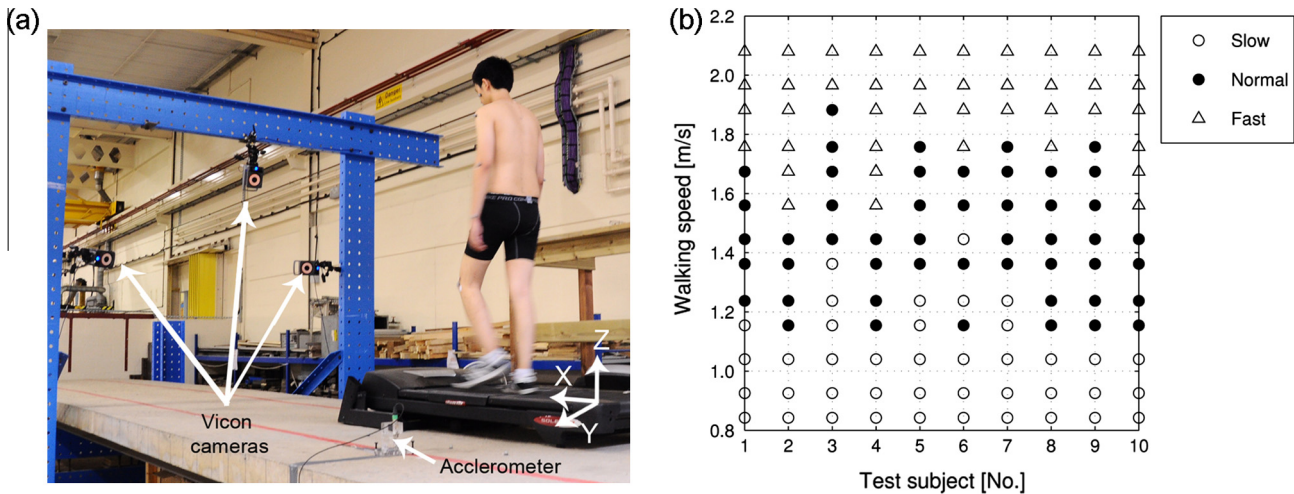 (a)
Danger
Z
X
Y
Vicon
cameras
Acclerometer
(b)
2.2
2.0
1.8
1.6
1.4
1.2
1.0
0.8
Walking speed [m/s]
1 2 3 4 5 6 7 8 9 10
Test subject [No.]
Slow
Normal
Fast